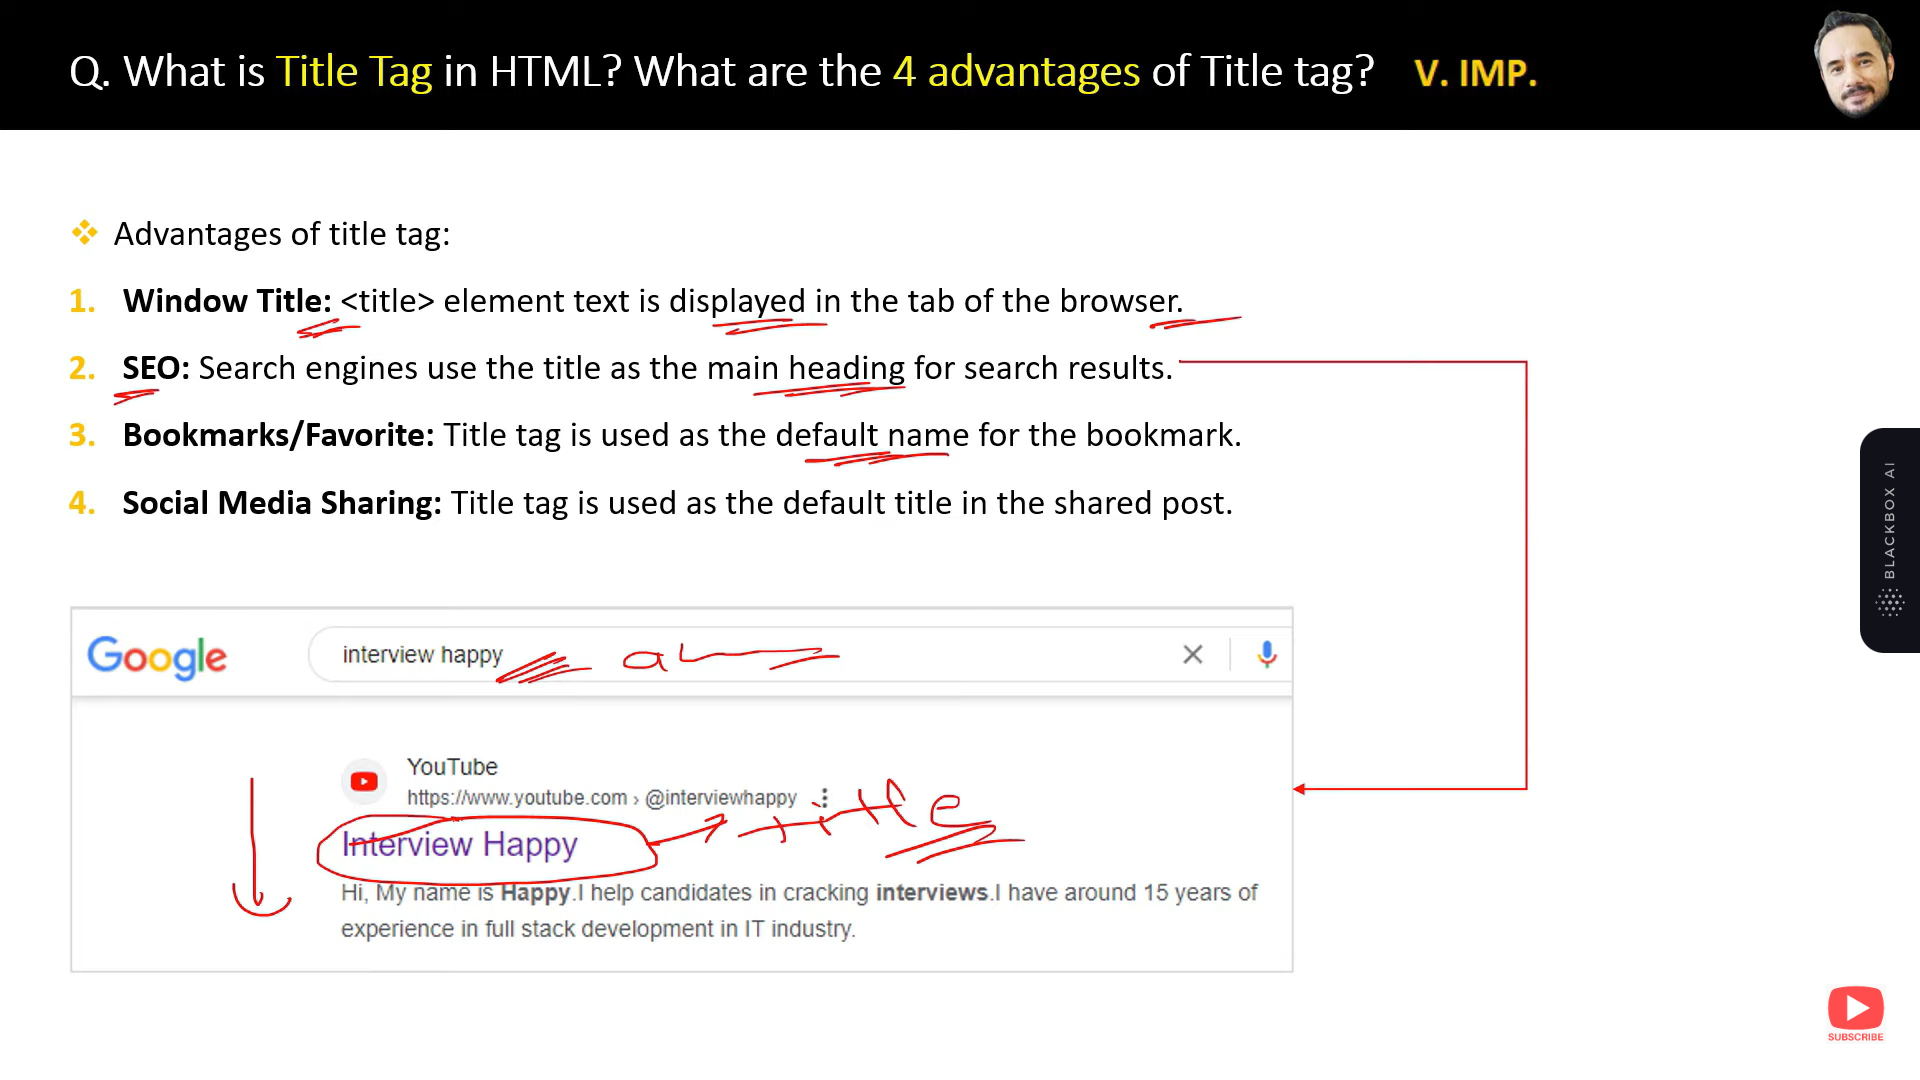 Q. What is Title Tag in HTML? What are the 4 advantages of Title tag? V. IMP.
❖ Advantages of title tag:
1. Window Title: <title> element text is displayed in the tab of the browser.
2. SEO: Search engines use the title as the main heading for search results.
3. Bookmarks/Favorite: Title tag is used as the default name for the bookmark.
4. Social Media Sharing: Title tag is used as the default title in the shared post.
BLACKBOX AI
Google
interview happy
YouTube
https://www.youtube.com › @interviewhappy
Interview Happy
title
Hi, My name is Happy.I help candidates in cracking interviews.I have around 15 years of
experience in full stack development in IT industry.
SUBSCRIBE